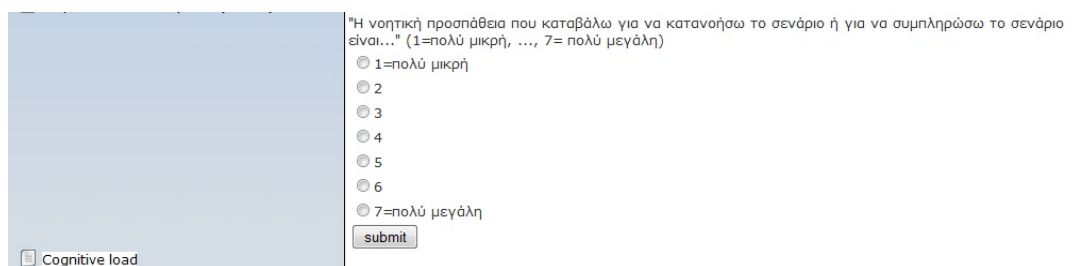 "Η νοητική προσπάθεια που καταβάλω για να κατανοήσω το σενάριο ή για να συμπληρώσω το σενάριο
είναι..." (1=πολύ μικρή, ..., 7= πολύ μεγάλη)
1=πολύ μικρή
2
3
4
5
6
7=πολύ μεγάλη
submit
Cognitive load